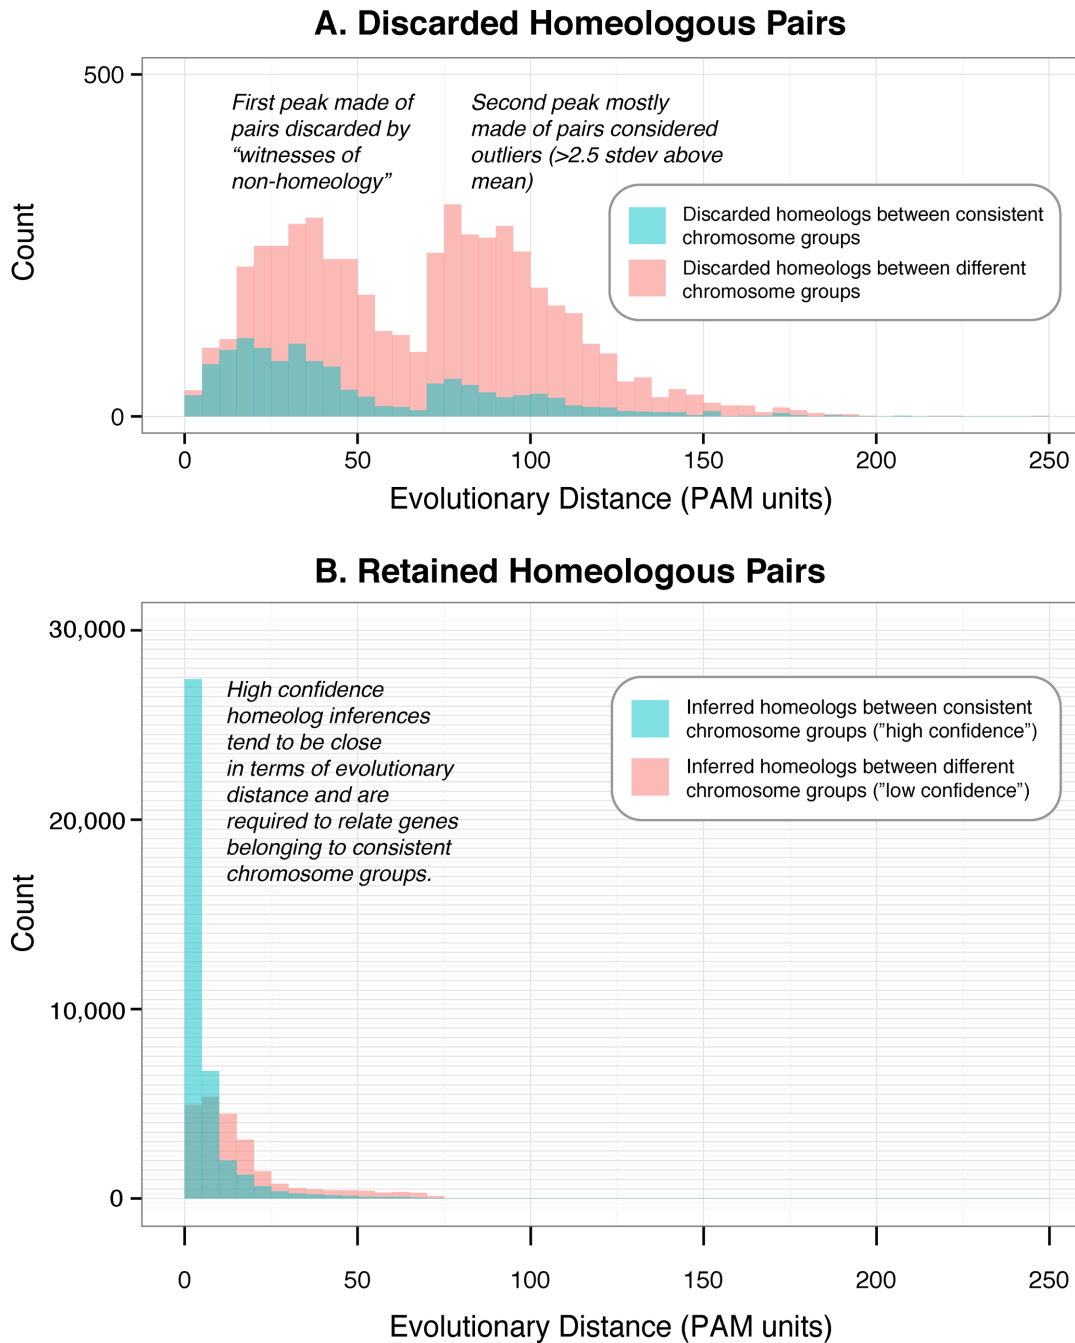 A. Discarded Homeologous Pairs
500
0
Count
First peak made of
pairs discarded by
“witnesses of
non-homeology”
Second peak mostly
made of pairs considered
outliers (>2.5 stdev above
mean)
Discarded homeologs between consistent
chromosome groups
Discarded homeologs between different
chromosome groups
0 50 100 150 200 250
Evolutionary Distance (PAM units)
B. Retained Homeologous Pairs
30,000
20,000
10,000
0
Count
High confidence
homeolog inferences
tend to be close
in terms of evolutionary
distance and are
required to relate genes
belonging to consistent
chromosome groups.
Inferred homeologs between consistent
chromosome groups (”high confidence”)
Inferred homeologs between different
chromosome groups (”low confidence”)
0 50 100 150 200 250
Evolutionary Distance (PAM units)